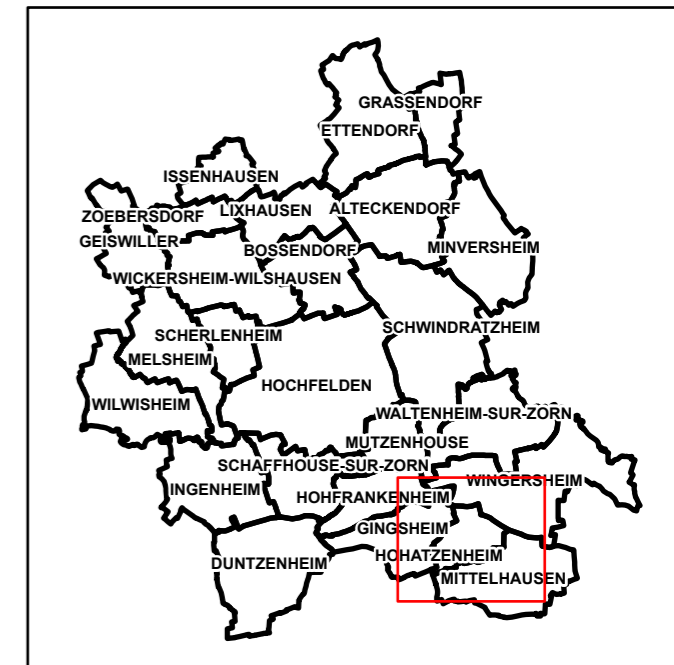 GRASSENDORF
ETTENDORF
ISSENHAUSEN
ZOEBERSDORF
LIXHAUSEN
ALTECKENDORF
GEISWILLER
BOSSENDORF
MINVERSHEIM
WICKERSHEIM-WILSHAUSEN
SCHERLENHEIM
SCHWINDRATZHEIM
MELSHEIM
HOCHFELDEN
WILWISHEIM
WALTENHEIM-SUR-ZORN
MUTZENHOUSE
SCHAFFHOUSE-SUR-ZORN
WINGERSHEIM
INGENHEIM
HOHFRANKENHEIM
GINGSHEIM
DUNTZENHEIM
HOHATZENHEIM
MITTELHAUSEN